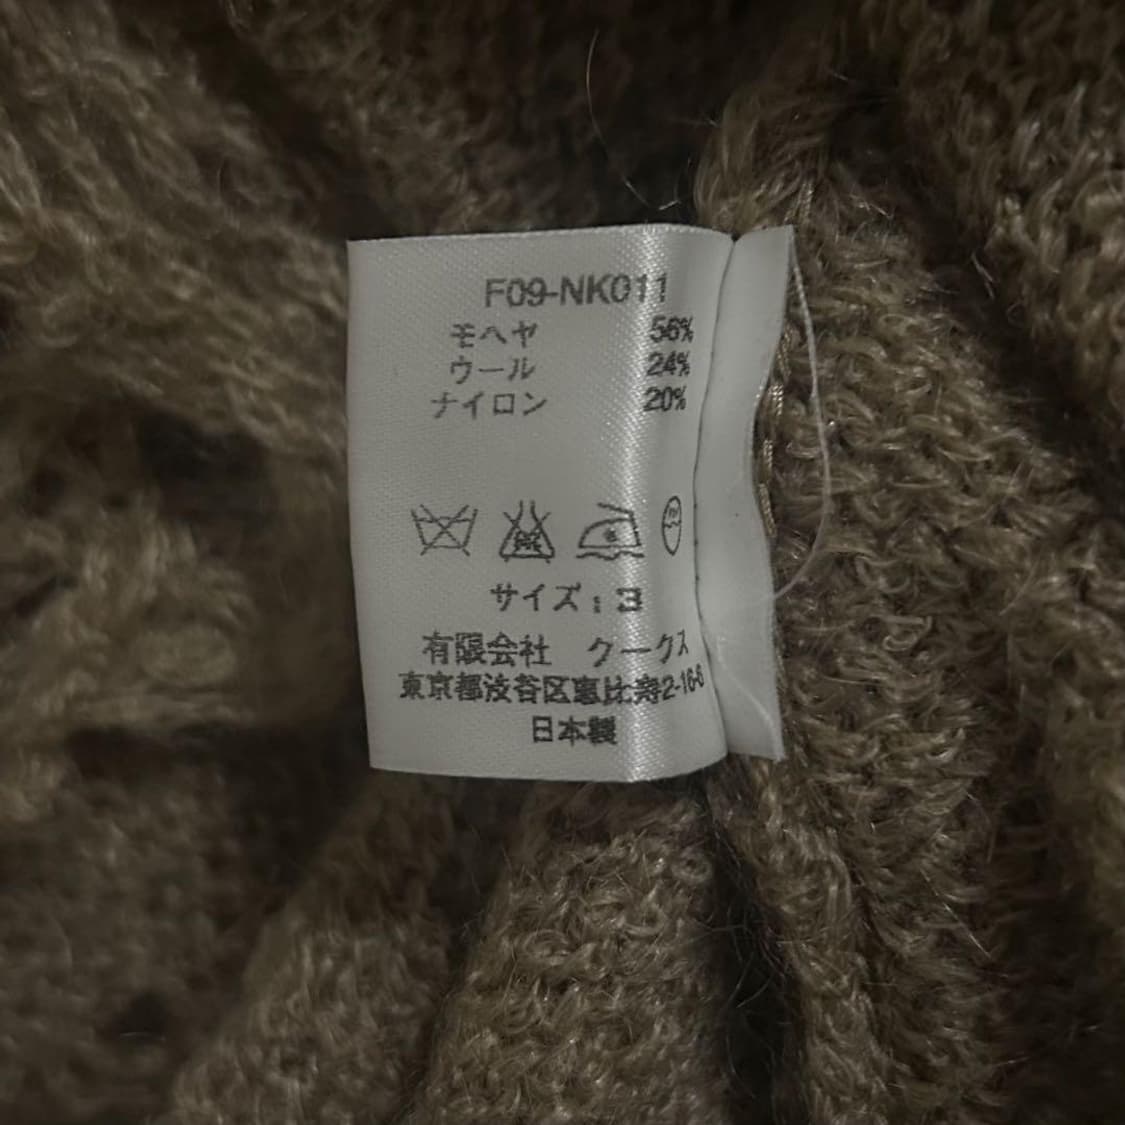 F09-NK011
モヘヤ 56%
ウール 24%
ナイロン 20%
サイズ：3
有限会社 クークス
東京都渋谷区恵比寿2-16-6
日本製